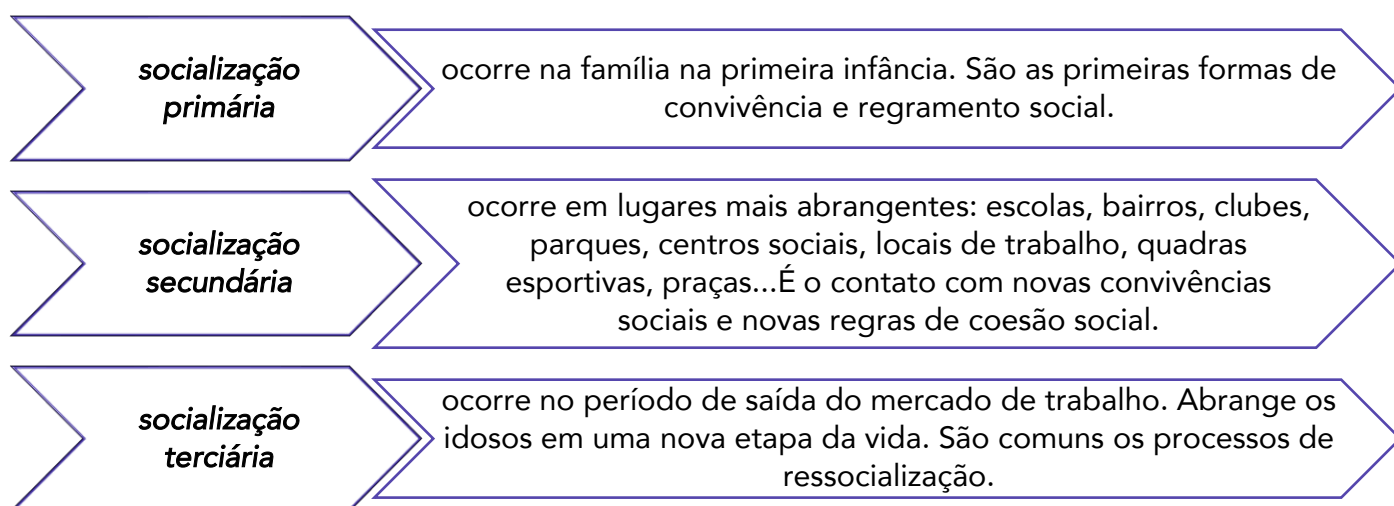 socialização
primária
ocorre na família na primeira infância. São as primeiras formas de
convivência e regramento social.
socialização
secundária
ocorre em lugares mais abrangentes: escolas, bairros, clubes,
parques, centros sociais, locais de trabalho, quadras
esportivas, praças...É o contato com novas convivências
sociais e novas regras de coesão social.
socialização
terciária
ocorre no período de saída do mercado de trabalho. Abrange os
idosos em uma nova etapa da vida. São comuns os processos de
ressocialização.